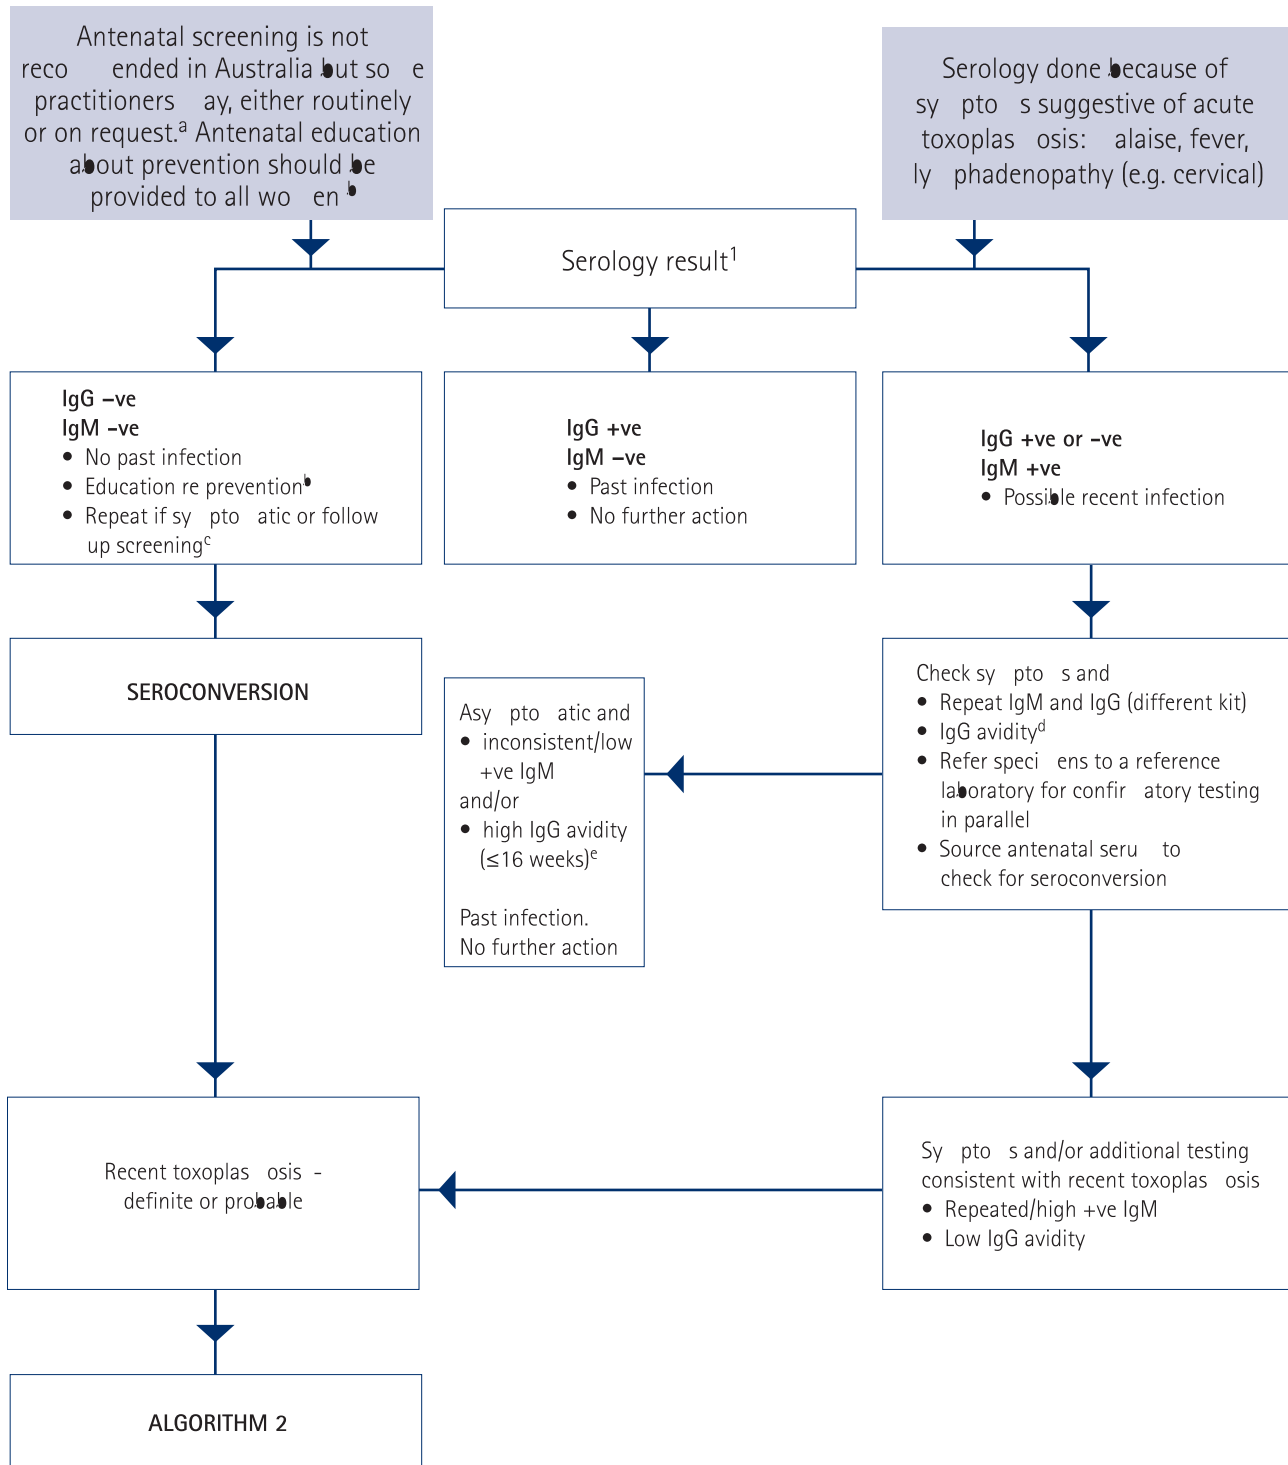 Antenatal screening is not
reco ended in Australia but so e
practitioners ay, either routinely
or on request.a Antenatal education
about prevention should be
provided to all wo en b
Serology done because of
sy pto s suggestive of acute
toxoplas osis: alaise, fever,
ly phadenopathy (e.g. cervical)
Serology result1
IgG –ve
IgM -ve
• No past infection
• Education re preventionb
• Repeat if sy pto atic or follow
up screeningc
IgG +ve
IgM –ve
• Past infection
• No further action
IgG +ve or -ve
IgM +ve
• Possible recent infection
SEROCONVERSION
Asy pto atic and
• inconsistent/low
+ve IgM
and/or
• high IgG avidity
(≤16 weeks)e
Past infection.
No further action
Check sy pto s and
• Repeat IgM and IgG (different kit)
• IgG avidityd
• Refer speci ens to a reference
laboratory for confir atory testing
in parallel
• Source antenatal seru to
check for seroconversion
Recent toxoplas osis -
definite or probable
Sy pto s and/or additional testing
consistent with recent toxoplas osis
• Repeated/high +ve IgM
• Low IgG avidity
ALGORITHM 2